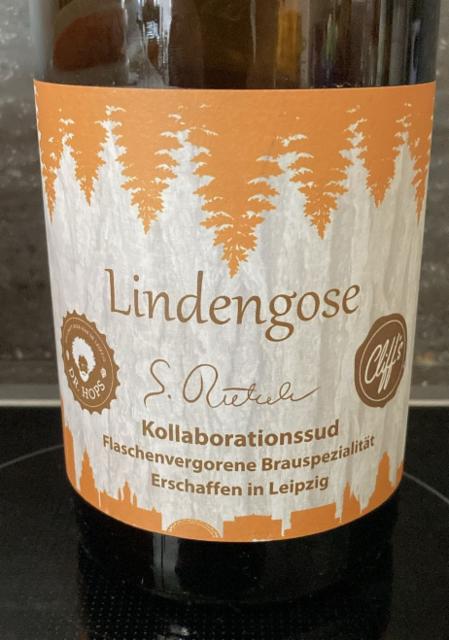 Lindengose
DR. HOPS
Cliff's
Kollaborationssud
Flaschenvergorene Brauspezialität
Erschaffen in Leipzig